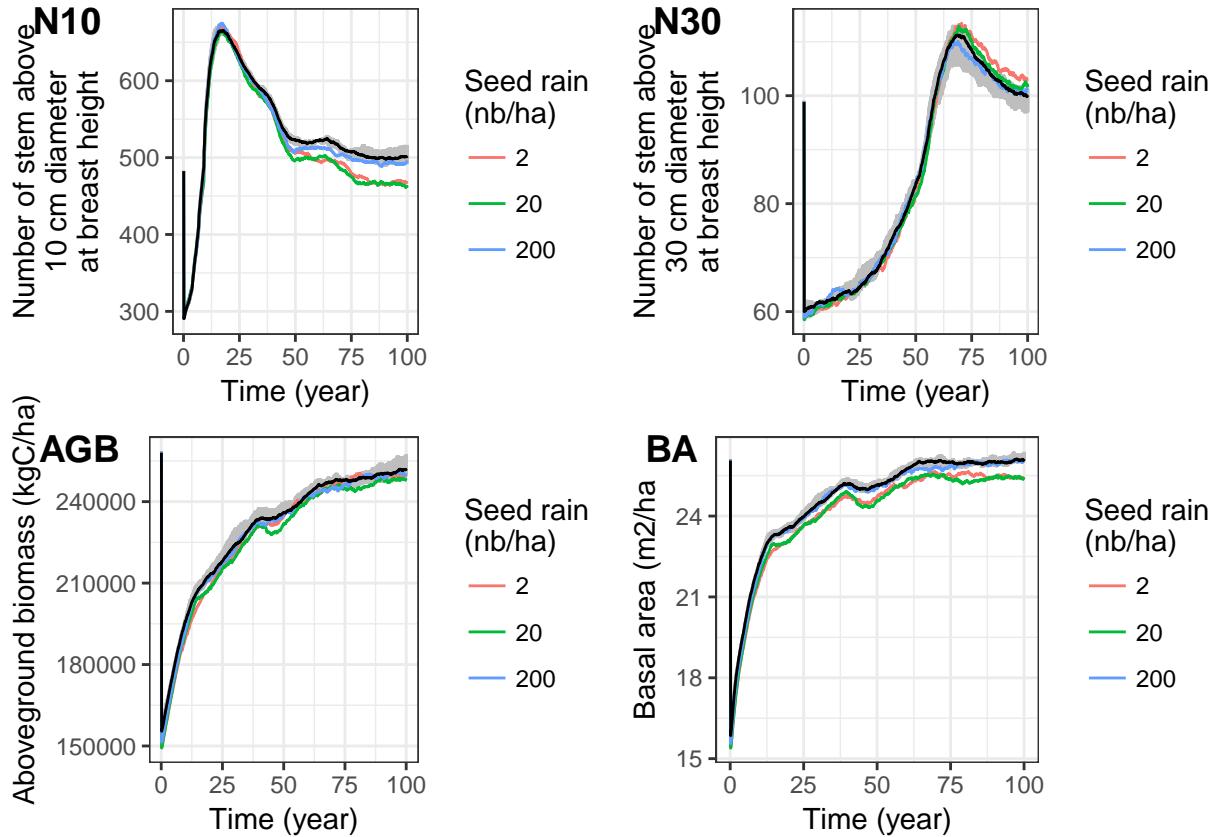 N10
Number of stem above
10 cm diameter
at breast height
600
500
400
300
0
25
50
75
100
Time (year)
Seed rain
(nb/ha)
2
20
200
N30
Number of stem above
30 cm diameter
at breast height
100
80
60
0
25
50
75
100
Time (year)
Seed rain
(nb/ha)
2
20
200
AGB
Aboveground biomass (kgC/ha)
240000
210000
180000
150000
0
25
50
75
100
Time (year)
Seed rain
(nb/ha)
2
20
200
BA
Basal area (m2/ha
24
21
18
15
0
25
50
75
100
Time (year)
Seed rain
(nb/ha)
2
20
200